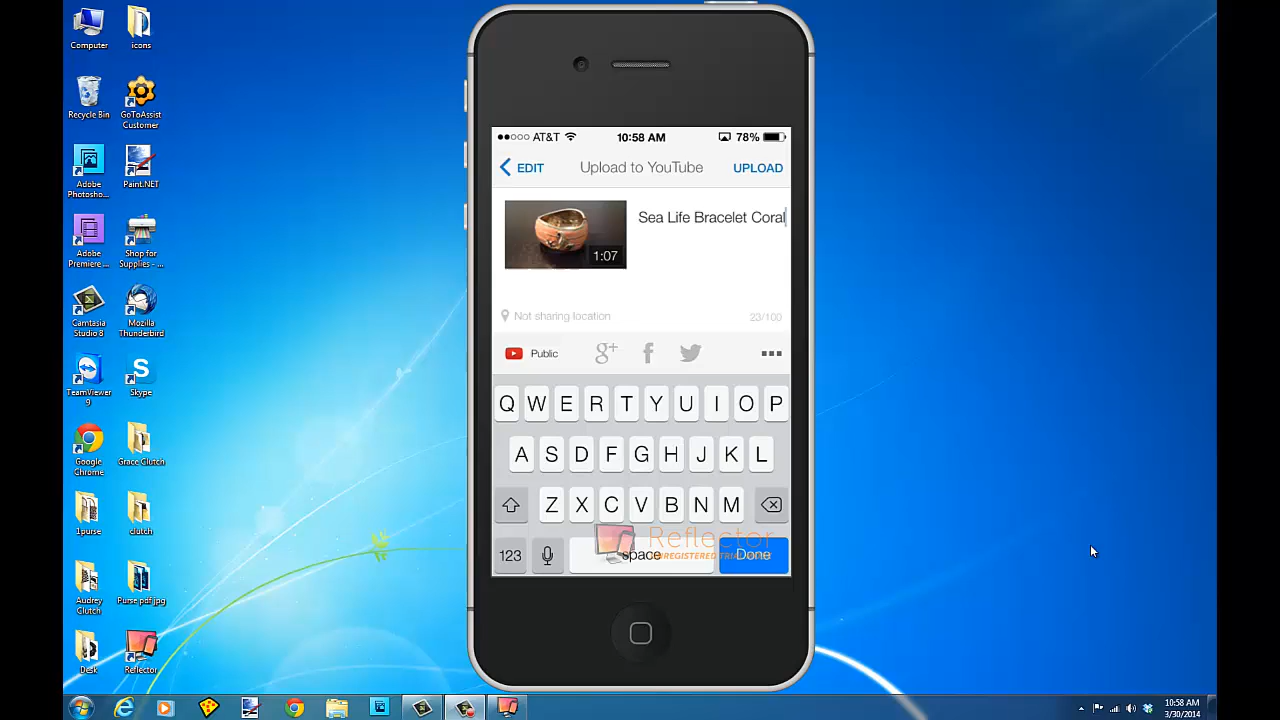 Computer
icons
Recycle Bin
GoToAssist
Customer
Adobe
Photosho...
Paint.NET
Adobe
Premiere ...
Shop for
Supplies - ...
Camtasia
Studio 8
Mozilla
Thunderbird
TeamViewer
9
Skype
Google
Chrome
Grace Clutch
1purse
clutch
Audrey
Clutch
Purse pdf.jpg
Desk
Reflector
AT&T
10:58 AM
78%
EDIT
Upload to YouTube
UPLOAD
1:07
Sea Life Bracelet Coral
Not sharing location
23/100
Public
g+
f
Q W E R T Y U I O P
A S D F G H J K L
Z X C V B N M
Reflector
UNREGISTERED TRIAL
123
space
Done
10:58 AM
3/30/2014